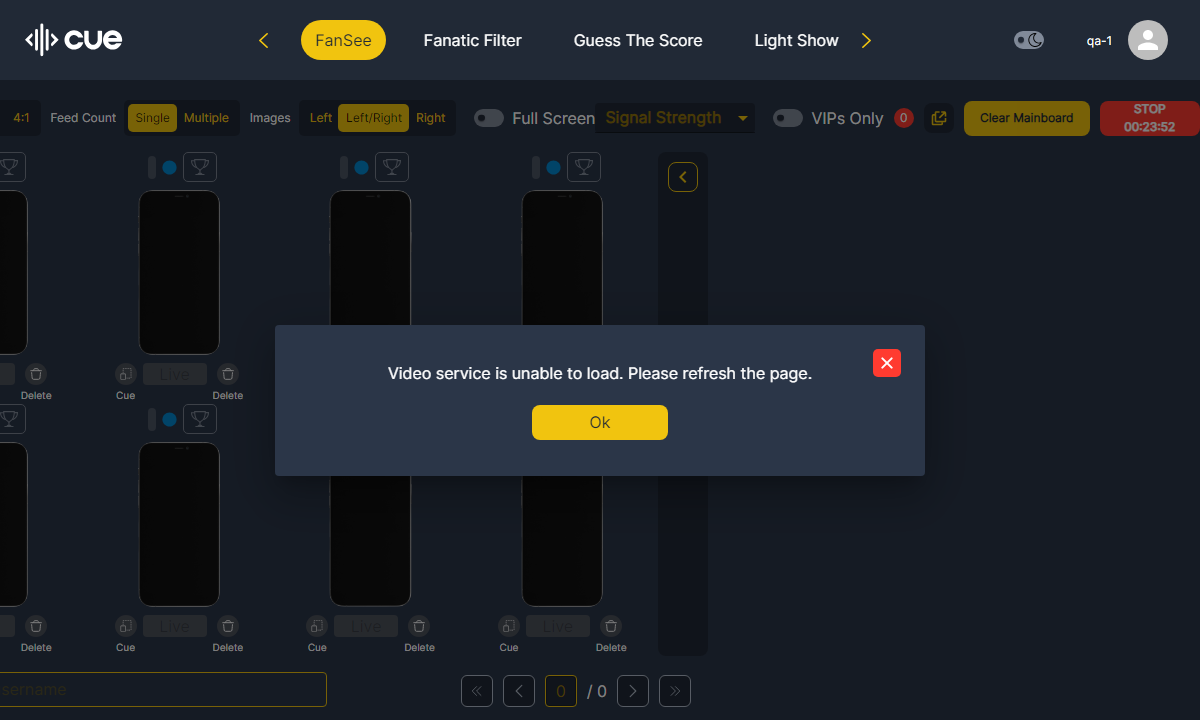 cue
FanSee
Fanatic Filter
Guess The Score
Light Show
qa-1
4:1
Feed Count
Single
Multiple
Images
Left
Left/Right
Right
Full Screen
Signal Strength
VIPs Only
0
Clear Mainboard
STOP
00:23:52
Video service is unable to load. Please refresh the page.
Ok
Delete
Cue
Live
Delete
Delete
Cue
Live
Delete
Cue
Live
Delete
Cue
Live
Delete
sername
0
/ 0